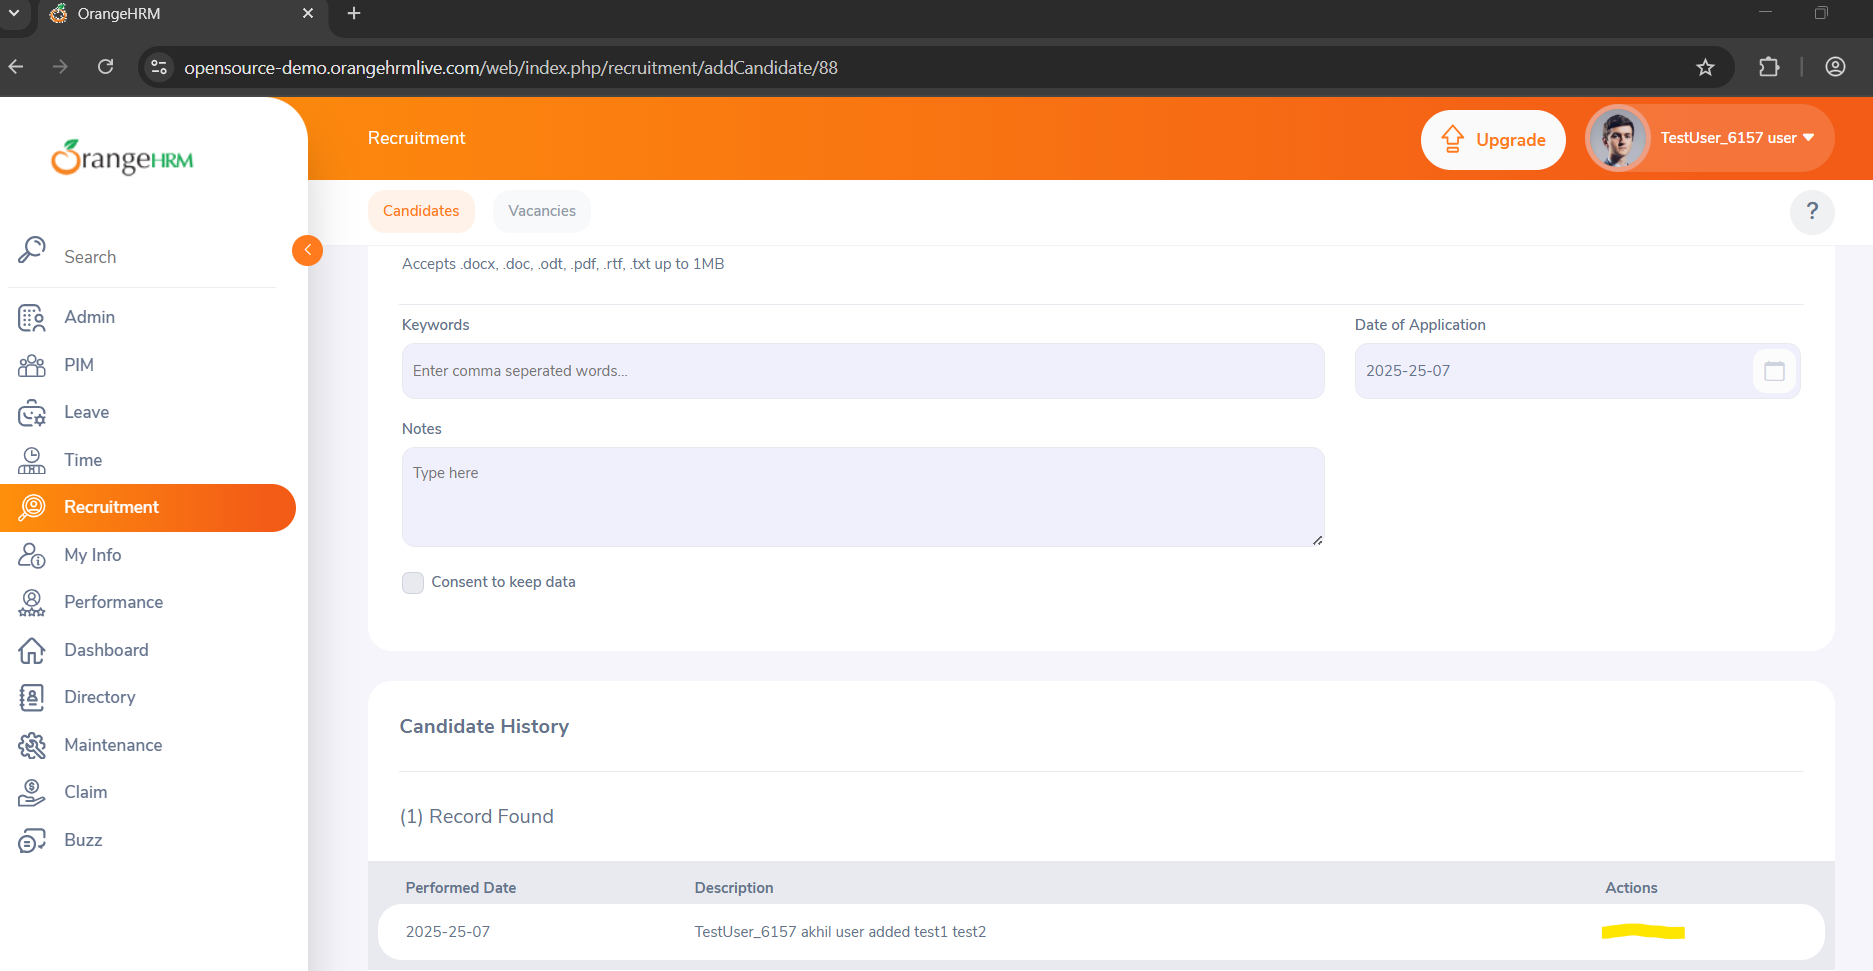 OrangeHRM
opensource-demo.orangehrmlive.com/web/index.php/recruitment/addCandidate/88
OrangeHRM
Recruitment
Upgrade
TestUser_6157 user
Candidates
Vacancies
?
Search
Admin
PIM
Leave
Time
Recruitment
My Info
Performance
Dashboard
Directory
Maintenance
Claim
Buzz
Accepts .docx, .doc, .odt, .pdf, .rtf, .txt up to 1MB
Keywords
Date of Application
Enter comma seperated words...
2025-25-07
Notes
Type here
Consent to keep data
Candidate History
(1) Record Found
Performed Date
Description
Actions
2025-25-07
TestUser_6157 akhil user added test1 test2